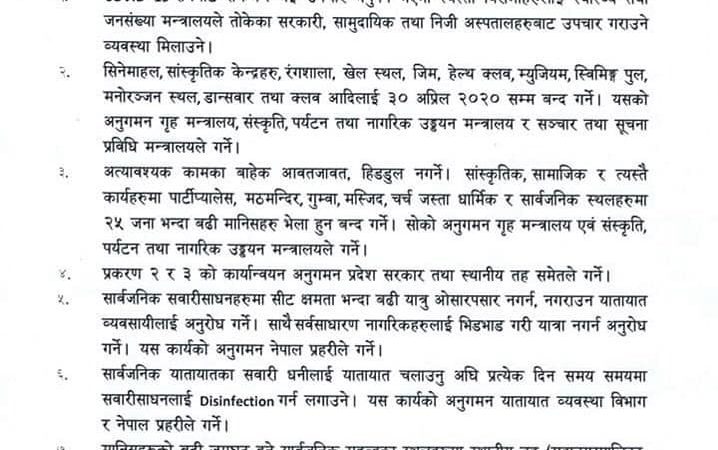 जनसंख्या मन्त्रालयले तोकेका सरकारी, सामुदायिक तथा निजी अस्पतालहरुबाट उपचार गराउने
व्यवस्था मिलाउने।
२. सिनेमाहल, सांस्कृतिक केन्द्रहरु, रंगशाला, खेल स्थल, जिम, हेल्थ क्लव, म्युजियम, स्विमिङ्ग पुल,
मनोरञ्जन स्थल, डान्सवार तथा क्लव आदिलाई ३० अप्रिल २०२० सम्म बन्द गर्ने। यसको
अनुगमन गृह मन्त्रालय, संस्कृति, पर्यटन तथा नागरिक उड्डयन मन्त्रालय र सञ्चार तथा सूचना
प्रविधि मन्त्रालयले गर्ने।
३. अत्यावश्यक कामका बाहेक आवतजावत, हिडडुल नगर्ने। सांस्कृतिक, सामाजिक र त्यस्तै
कार्यहरुमा पार्टीप्यालेस, मठमन्दिर, गुम्वा, मस्जिद, चर्च जस्ता धार्मिक र सार्वजनिक स्थलहरुमा
२५ जना भन्दा बढी मानिसहरु भेला हुन बन्द गर्ने। सोको अनुगमन गृह मन्त्रालय एवं संस्कृति,
पर्यटन तथा नागरिक उड्डयन मन्त्रालयले गर्ने।
४. प्रकरण २ र ३ को कार्यान्वयन अनुगमन प्रदेश सरकार तथा स्थानीय तह समेतले गर्ने।
५. सार्वजनिक सवारीसाधनहरुमा सीट क्षमता भन्दा बढी यात्रु ओसारपसार नगर्न, नगराउन यातायात
व्यवसायीलाई अनुरोध गर्ने। साथै सर्वसाधारण नागरिकहरुलाई भिडभाड गरी यात्रा नगर्न अनुरोध
गर्ने। यस कार्यको अनुगमन नेपाल प्रहरीले गर्ने।
६. सार्वजनिक यातायातका सवारी धनीलाई यातायात चलाउनु अघि प्रत्येक दिन समय समयमा
सवारीसाधनलाई Disinfection गर्न लगाउने। यस कार्यको अनुगमन यातायात व्यवस्था विभाग
र नेपाल प्रहरीले गर्ने।